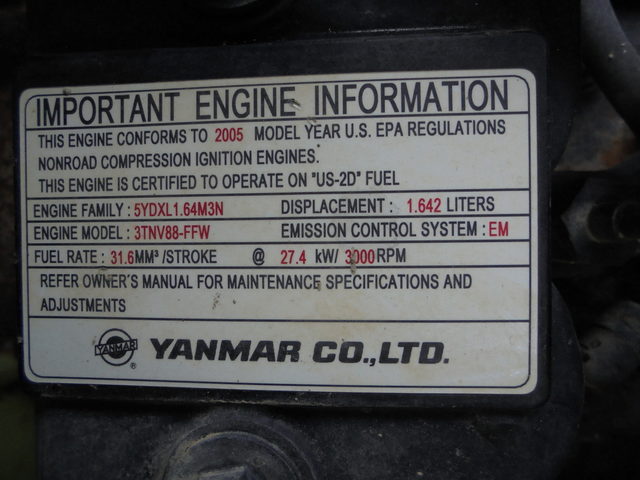 IMPORTANT ENGINE INFORMATION
THIS ENGINE CONFORMS TO 2005 MODEL YEAR U.S. EPA REGULATIONS
NONROAD COMPRESSION IGNITION ENGINES.
THIS ENGINE IS CERTIFIED TO OPERATE ON "US-2D" FUEL
ENGINE FAMILY : 5YDXL1.64M3N DISPLACEMENT : 1.642 LITERS
ENGINE MODEL : 3TNV88-FFW EMISSION CONTROL SYSTEM : EM
FUEL RATE : 31.6MM³ /STROKE @ 27.4 kW/ 3000RPM
REFER OWNER'S MANUAL FOR MAINTENANCE SPECIFICATIONS AND
ADJUSTMENTS
YANMAR ® YANMAR CO.,LTD.